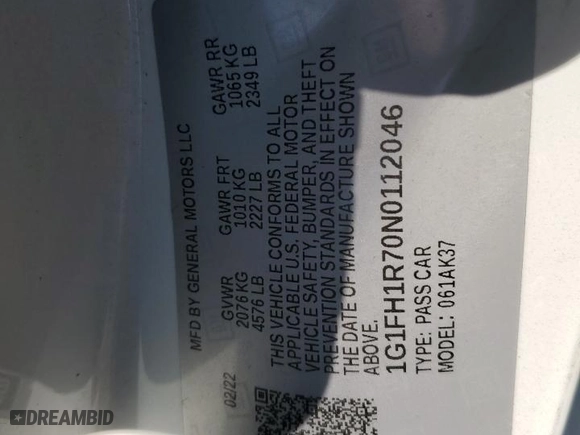 MFD BY GENERAL MOTORS LLC
02/22
GVWR GAWR FRT GAWR RR
2076 KG 1010 KG 1065 KG
4576 LB 2227 LB 2349 LB
THIS VEHICLE CONFORMS TO ALL
APPLICABLE U.S. FEDERAL MOTOR
VEHICLE SAFETY, BUMPER, AND THEFT
PREVENTION STANDARDS IN EFFECT ON
THE DATE OF MANUFACTURE SHOWN
ABOVE.
1G1FH1R70N0112046
TYPE: PASS CAR
MODEL: 061AK37
DREAMBID